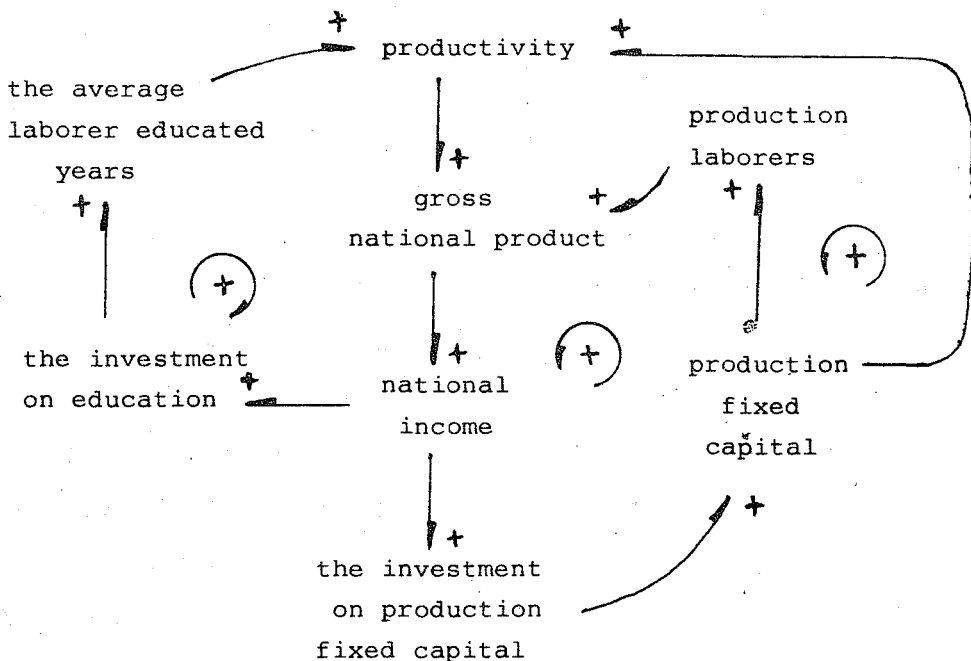 + +
productivity
the average
laborer educated
years
+
+
production
laborers
+
+
gross
national product
+
+
+
the investment
on education
+
+
national
income
production
fixed
capital
+
+
the investment
on production
fixed capital